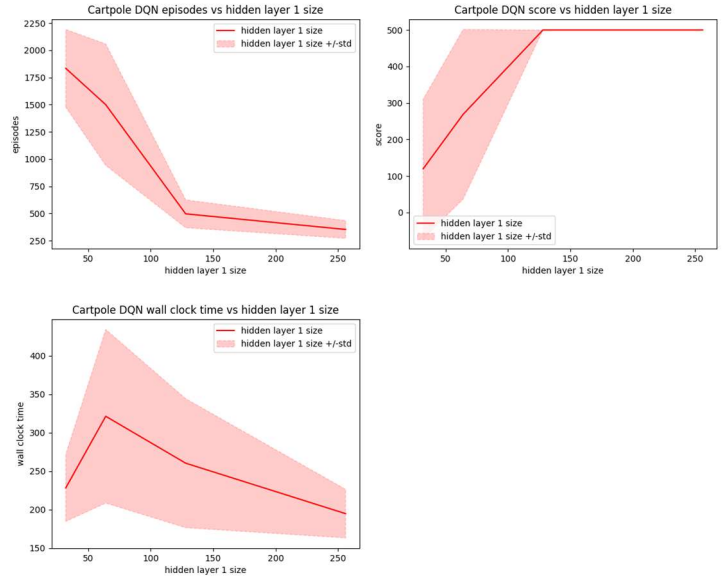 Cartpole DQN episodes vs hidden layer 1 size
2250
2000
1750
1500
1250
1000
750
500
250
episodes
50
100
150
200
250
hidden layer 1 size
hidden layer 1 size
hidden layer 1 size +/-std
Cartpole DQN score vs hidden layer 1 size
500
400
300
200
100
0
score
50
100
150
200
250
hidden layer 1 size
hidden layer 1 size
hidden layer 1 size +/-std
Cartpole DQN wall clock time vs hidden layer 1 size
400
350
300
250
200
150
wall clock time
50
100
150
200
250
hidden layer 1 size
hidden layer 1 size
hidden layer 1 size +/-std